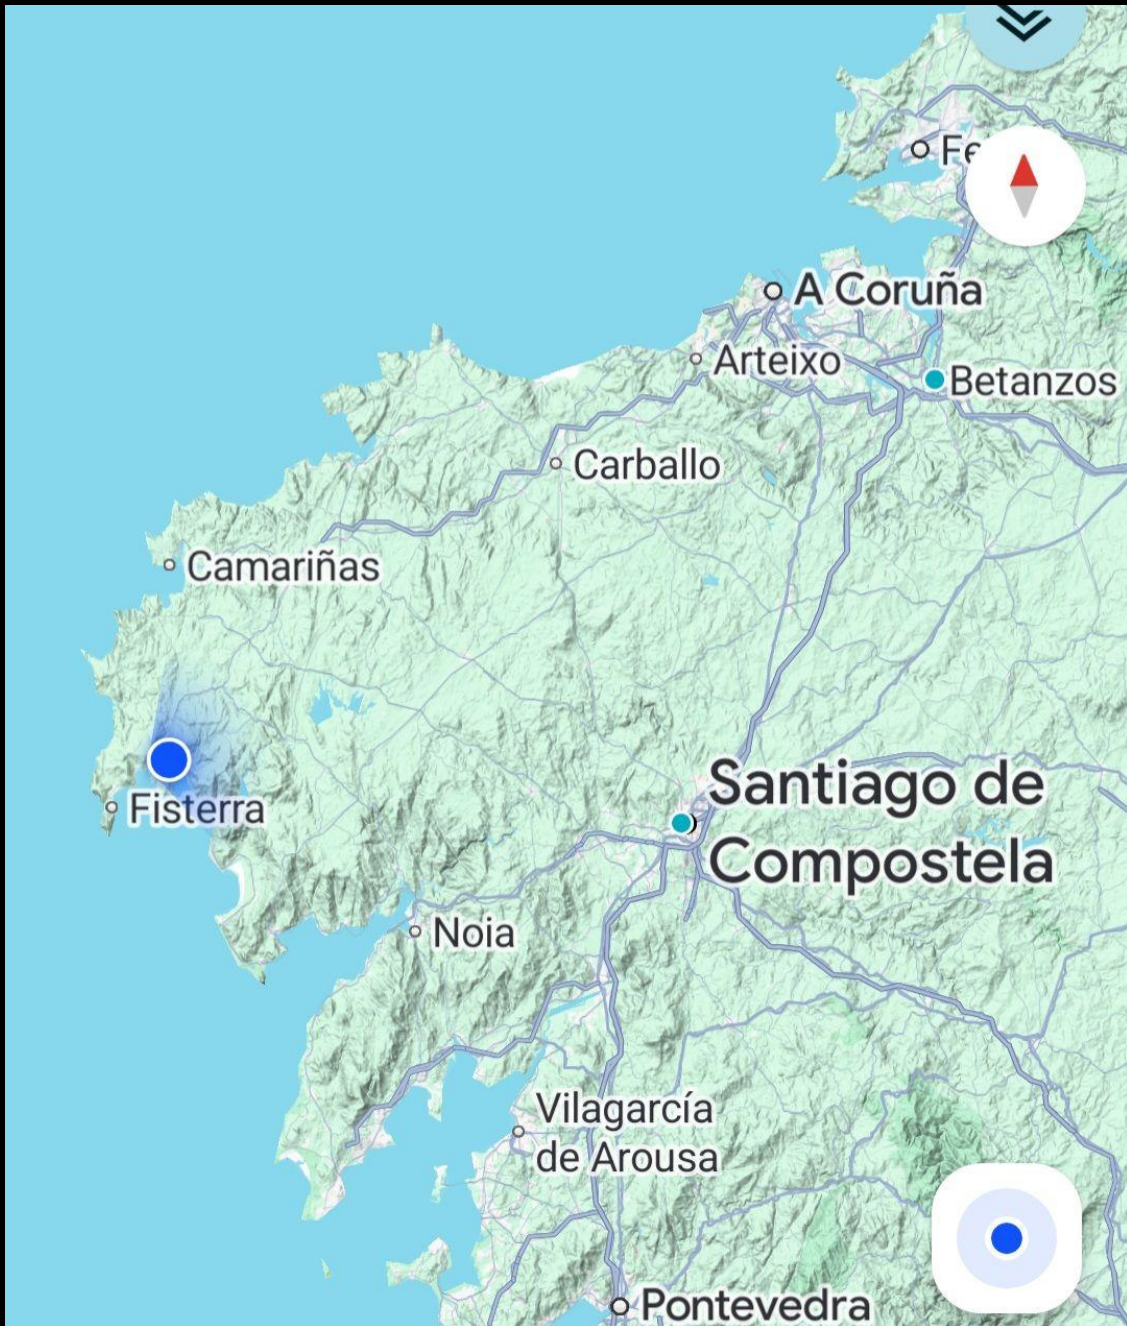 A Coruña
Arteixo
Betanzos
Carballo
Camariñas
Santiago de
Compostela
Fisterra
Noia
Vilagarcía
de Arousa
Pontevedra